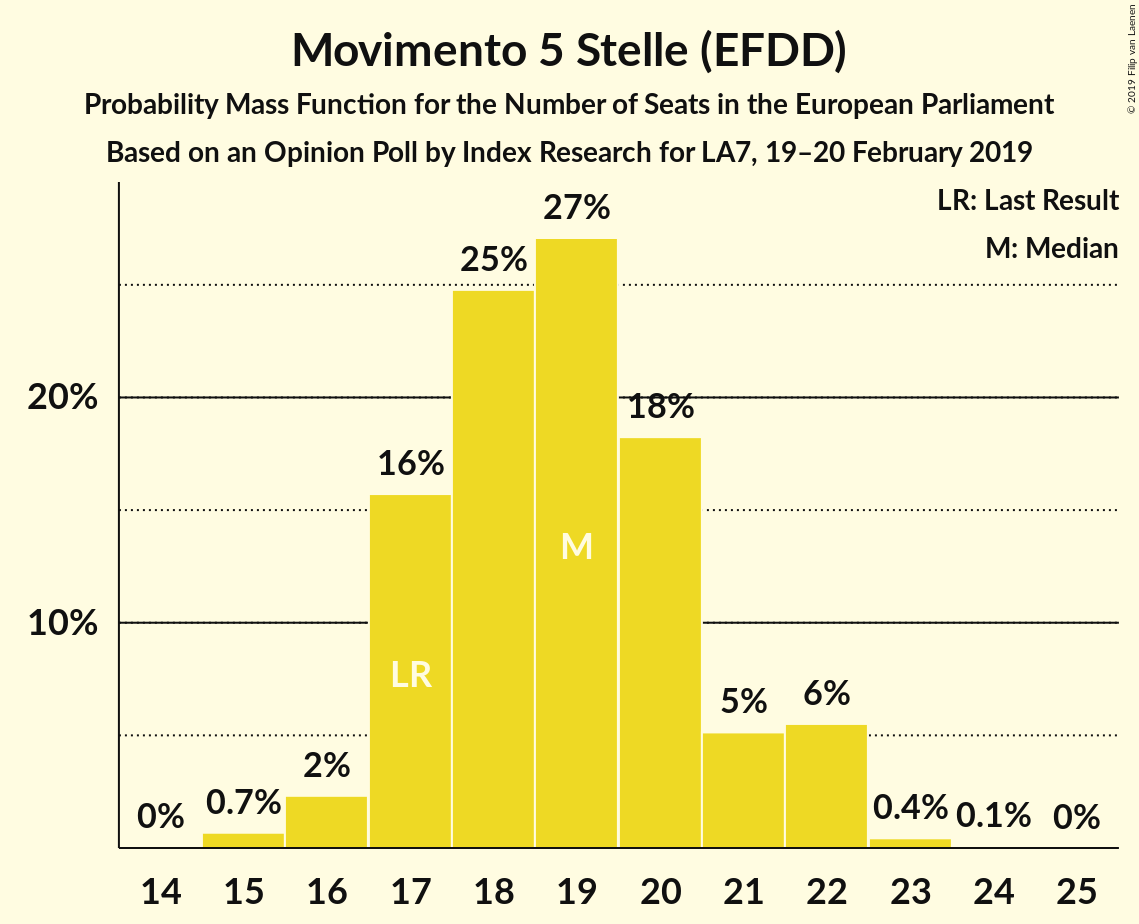 Movimento 5 Stelle (EFDD)
Probability Mass Function for the Number of Seats in the European Parliament
Based on an Opinion Poll by Index Research for LA7, 19–20 February 2019
© 2019 Filip van Laenen
LR: Last Result
M: Median
27%
25%
20%
18%
16%
M
10%
LR
5%
6%
2%
0.7%
0%
0.4%
0.1%
0%
14 15 16 17 18 19 20 21 22 23 24 25